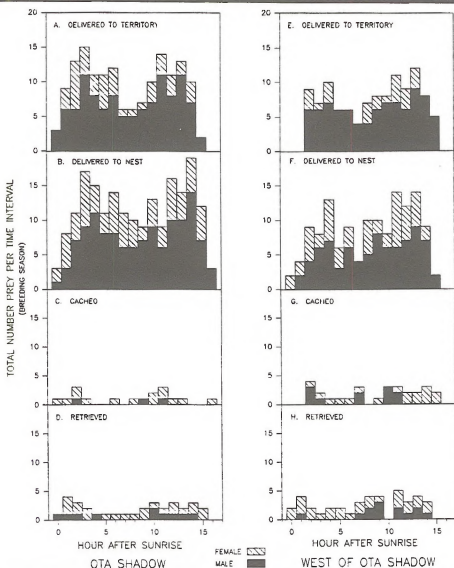 A. DELIVERED TO TERRITORY
20
15
10
5
0
B. DELIVERED TO NEST
15
10
5
0
C. CACHED
15
10
5
0
D. RETRIEVED
15
10
5
0
0 5 10 15
HOUR AFTER SUNRISE
OTA SHADOW
TOTAL NUMBER PREY PER TIME INTERVAL
(BREEDING SEASON)
E. DELIVERED TO TERRITORY
20
15
10
5
0
F. DELIVERED TO NEST
15
10
5
0
G. CACHED
15
10
5
0
H. RETRIEVED
15
10
5
0
0 5 10 15
HOUR AFTER SUNRISE
WEST OF OTA SHADOW
FEMALE
MALE